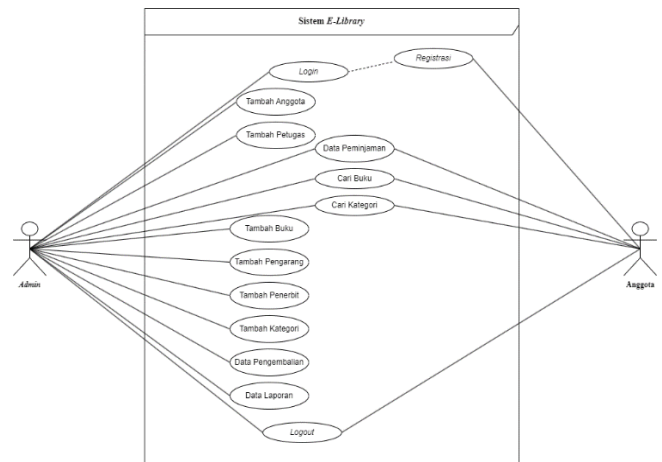 Sistem E-Library
Registrasi
Login
Tambah Anggota
Tambah Petugas
Data Peminjaman
Cari Buku
Cari Kategori
Tambah Buku
Admin
Anggota
Tambah Pengarang
Tambah Penerbit
Tambah Kategori
Data Pengembalian
Data Laporan
Logout